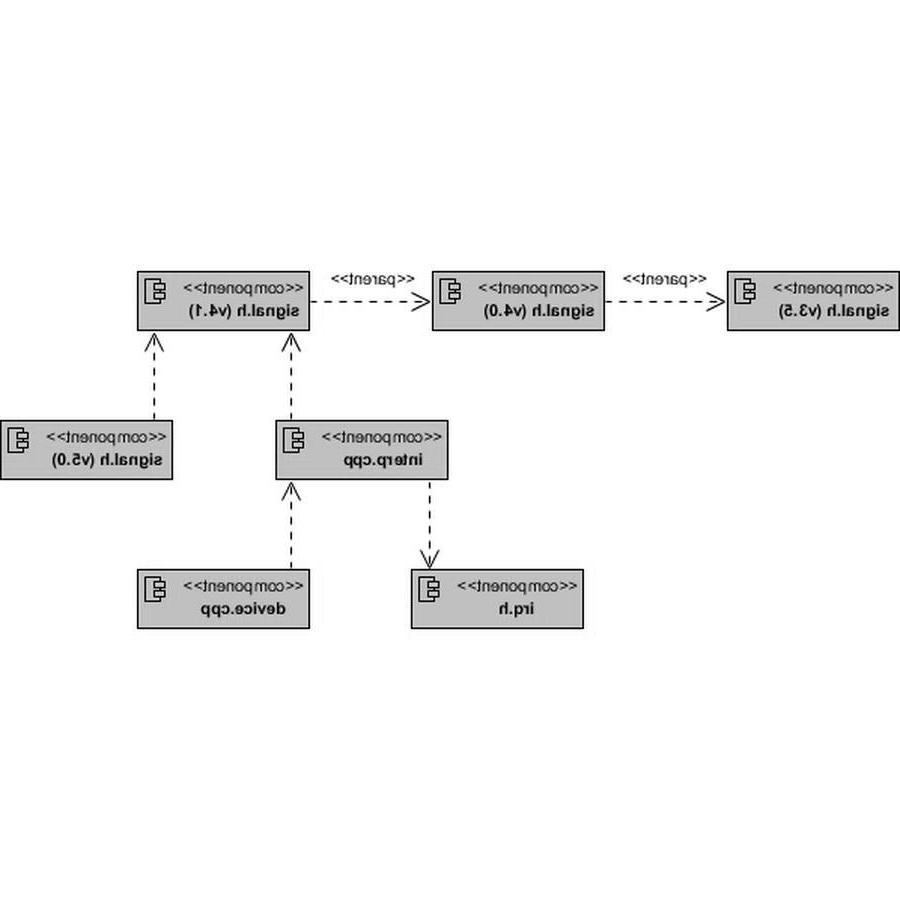 <<component>>
signal.h (v3.5)
<<parent>>
<<component>>
signal.h (v4.0)
<<parent>>
<<component>>
signal.h (v4.1)
<<component>>
interp.cpp
<<component>>
signal.h (v5.0)
<<component>>
irq.h
<<component>>
device.cpp